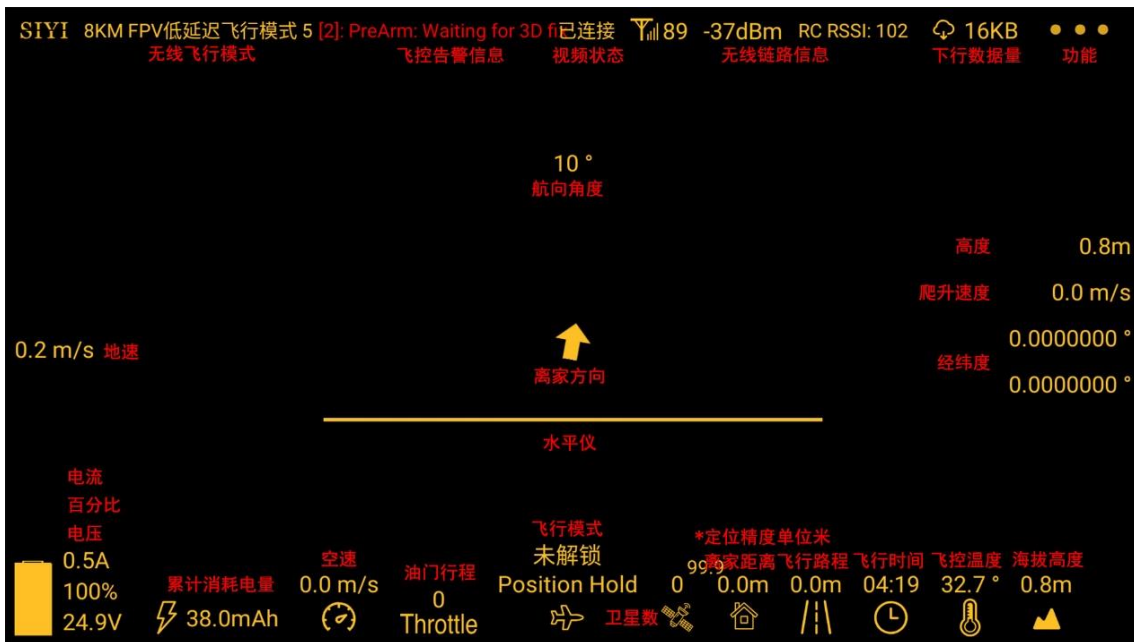 SIYI 8KM FPV低延迟飞行模式 5 [2]: PreArm: Waiting for 3D fi 已连接 89 -37dBm RC RSSI: 102 16KB
无线飞行模式 飞控告警信息 视频状态 无线链路信息 下行数据量 功能
10 °
航向角度
高度 0.8m
爬升速度 0.0 m/s
0.2 m/s 地速
离家方向
0.0000000 °
经纬度
0.0000000 °
水平仪
电流
百分比
电压
0.5A
100%
24.9V
累计消耗电量
38.0mAh
空速
0.0 m/s
油门行程
0
Throttle
飞行模式
未解锁
Position Hold
*定位精度单位米
99.9
0
卫星数
离家距离
0.0m
飞行路程
0.0m
飞行时间
04:19
飞控温度
32.7 °
海拔高度
0.8m